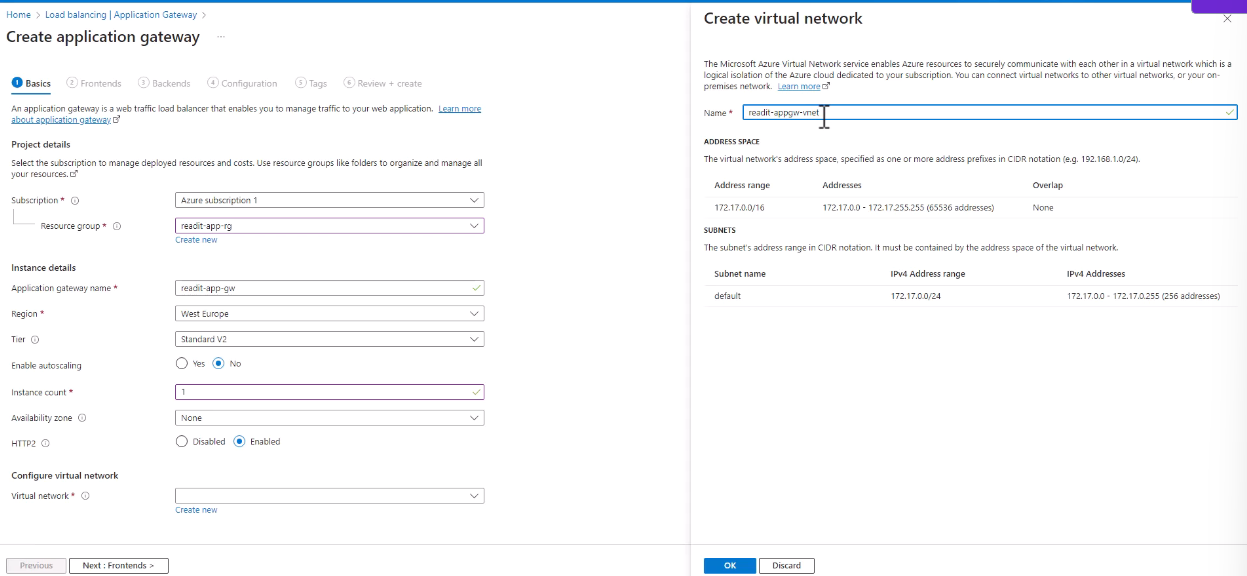 Home > Load balancing | Application Gateway >
Create application gateway ...
1 Basics 2 Frontends 3 Backends 4 Configuration 5 Tags 6 Review + create
An application gateway is a web traffic load balancer that enables you to manage traffic to your web application. Learn more
about application gateway
Project details
Select the subscription to manage deployed resources and costs. Use resource groups like folders to organize and manage all
your resources.
Subscription * Azure subscription 1
Resource group * readit-app-rg
Create new
Instance details
Application gateway name * readit-app-gw
Region * West Europe
Tier Standard V2
Enable autoscaling Yes No
Instance count * 1
Availability zone None
HTTP2 Disabled Enabled
Configure virtual network
Virtual network *
Create new
Previous Next : Frontends >
Create virtual network
The Microsoft Azure Virtual Network service enables Azure resources to securely communicate with each other in a virtual network which is a
logical isolation of the Azure cloud dedicated to your subscription. You can connect virtual networks to other virtual networks, or your on-
premises network. Learn more
Name * readit-appgw-vnet
ADDRESS SPACE
The virtual network's address space, specified as one or more address prefixes in CIDR notation (e.g. 192.168.1.0/24).
Address range Addresses Overlap
172.17.0.0/16 172.17.0.0 - 172.17.255.255 (65536 addresses) None
SUBNETS
The subnet's address range in CIDR notation. It must be contained by the address space of the virtual network.
Subnet name IPv4 Address range IPv4 Addresses
default 172.17.0.0/24 172.17.0.0 - 172.17.0.255 (256 addresses)
OK Discard